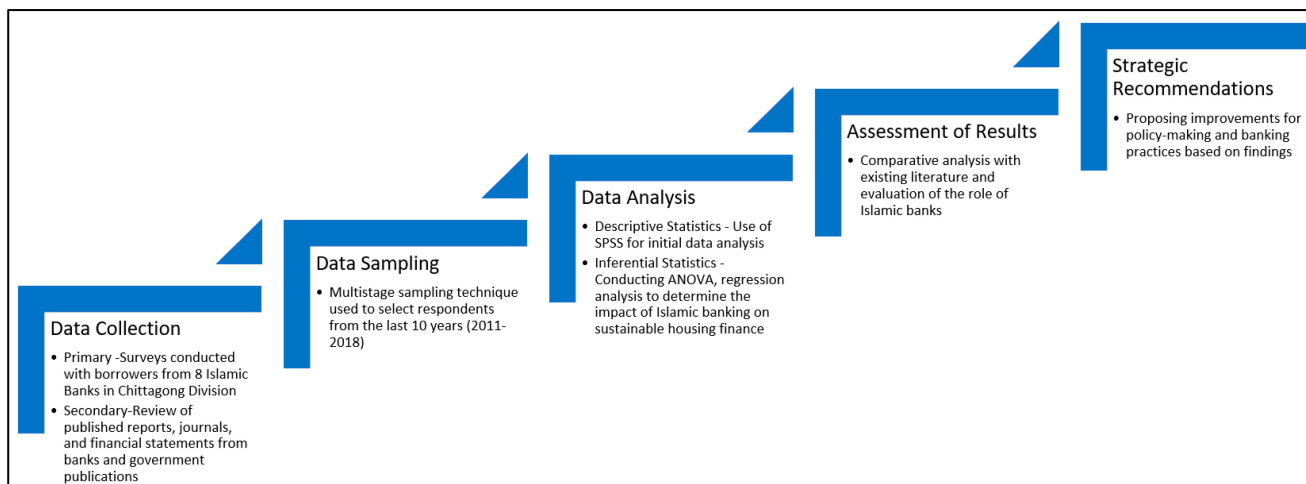 Data Collection
• Primary -Surveys conducted
with borrowers from 8 Islamic
Banks in Chittagong Division
• Secondary-Review of
published reports, journals,
and financial statements from
banks and government
publications
Data Sampling
• Multistage sampling technique
used to select respondents
from the last 10 years (2011-
2018)
Data Analysis
• Descriptive Statistics - Use of
SPSS for initial data analysis
• Inferential Statistics -
Conducting ANOVA, regression
analysis to determine the
impact of Islamic banking on
sustainable housing finance
Assessment of Results
• Comparative analysis with
existing literature and
evaluation of the role of
Islamic banks
Strategic
Recommendations
• Proposing improvements for
policy-making and banking
practices based on findings